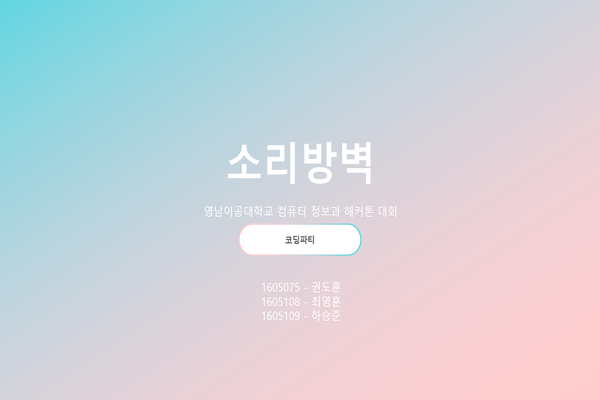 소리방벽
영남이공대학교 컴퓨터 정보과 해커톤 대회
코딩파티
1605075 - 권도훈
1605108 - 최영훈
1605109 - 하승준